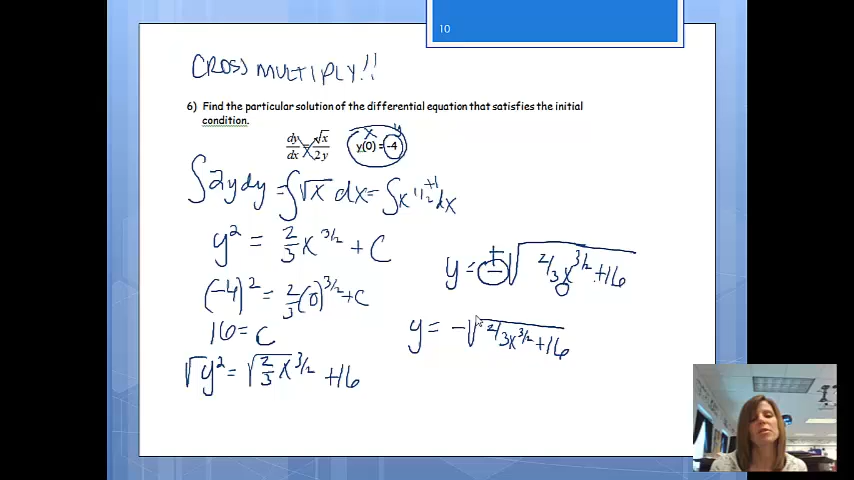 10
CROSS MULTIPLY!!
6) Find the particular solution of the differential equation that satisfies the initial
condition.
dy/dx = √x/2y y(0) = -4
x y
∫2y dy = ∫√x dx = ∫x^1/2 +1 dx
y² = 2/3 x^3/2 + C
(-4)² = 2/3 (0)^3/2 + C
16 = C
√y² = √2/3 x^3/2 + 16
y = ±√2/3 x^3/2 + 16
y = -√2/3 x^3/2 + 16